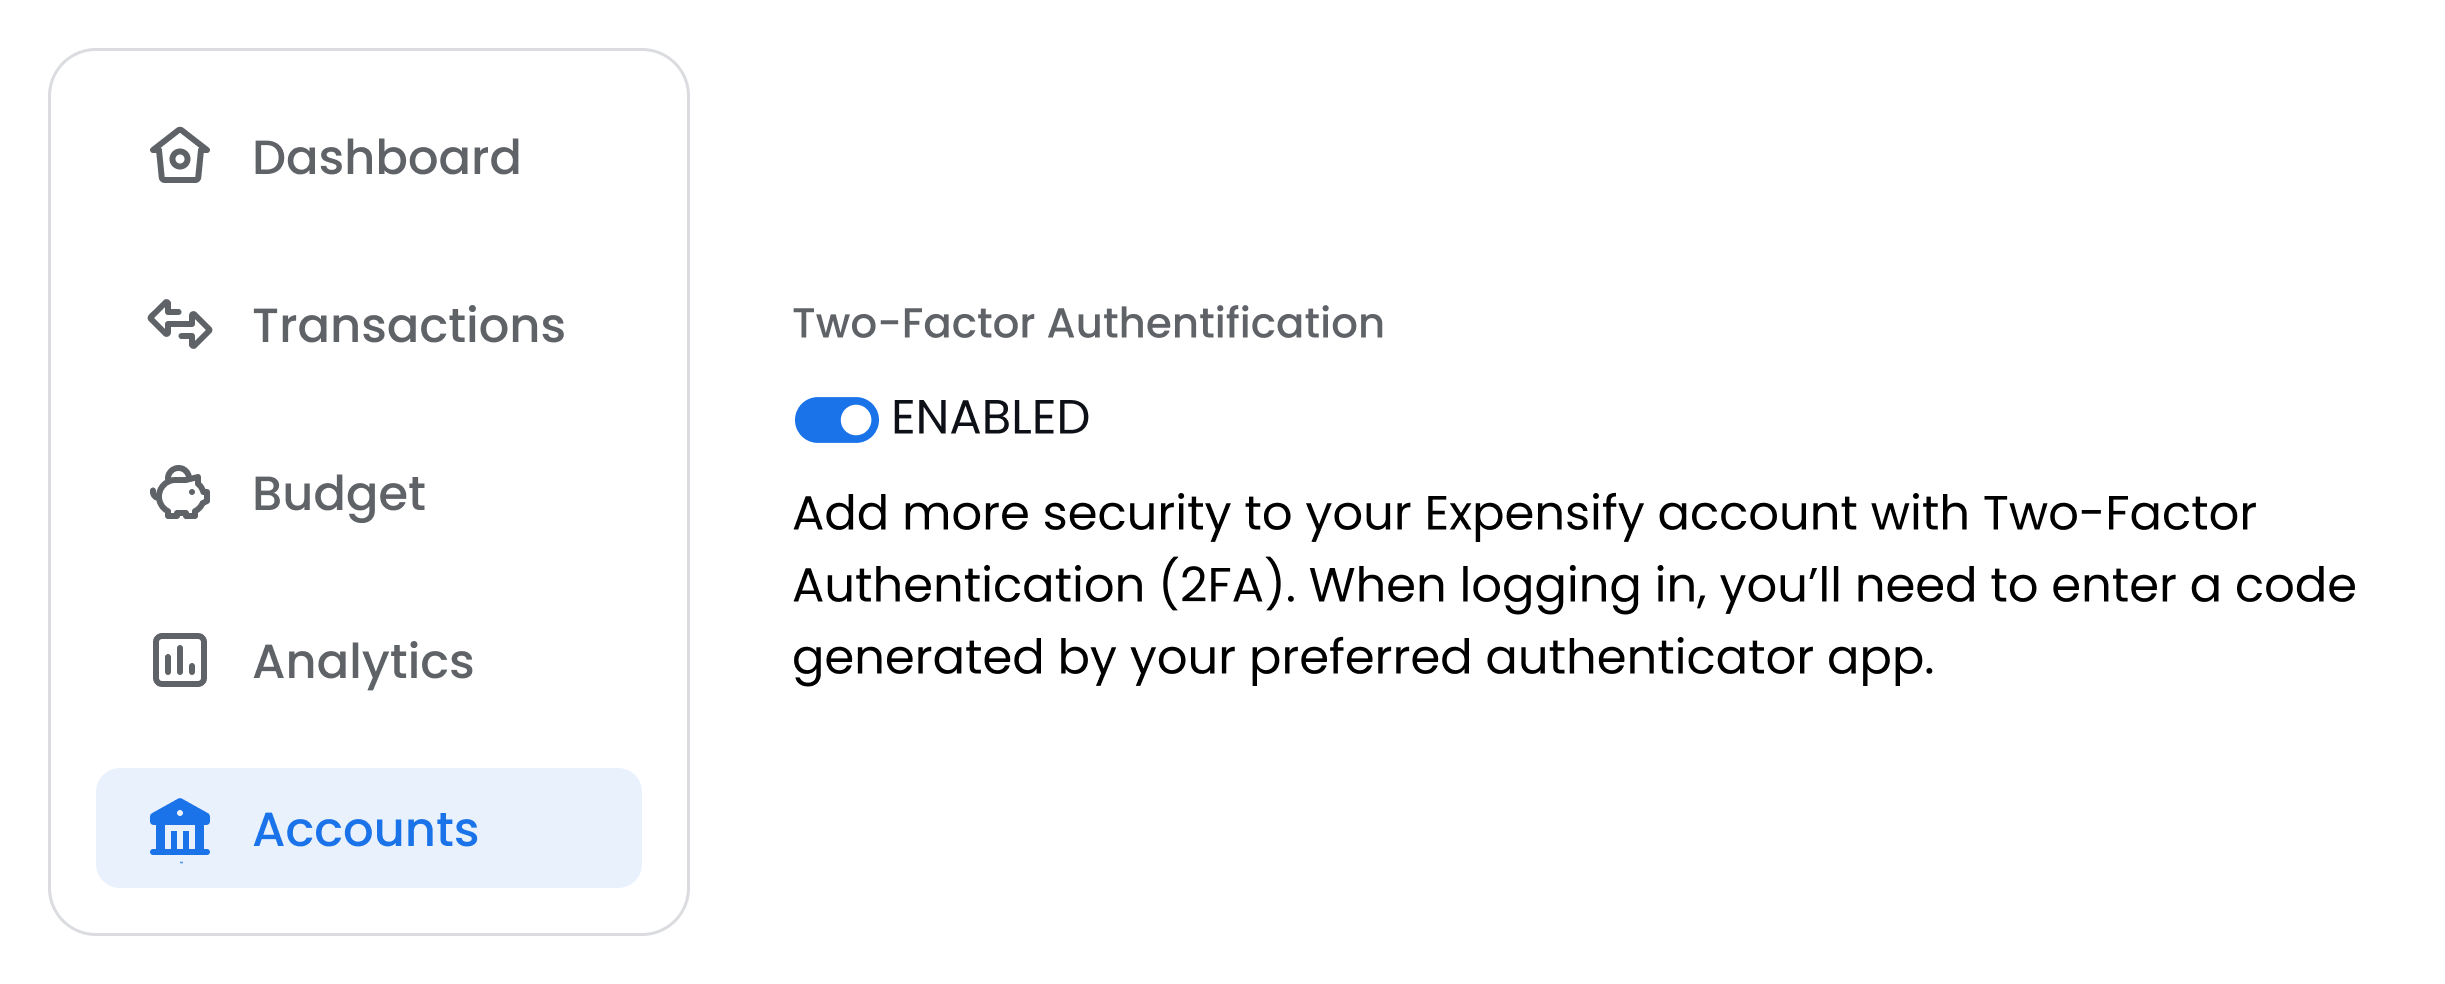 Dashboard
Transactions
Budget
Analytics
Accounts
Two-Factor Authentification
ENABLED
Add more security to your Expensify account with Two-Factor
Authentication (2FA). When logging in, you’ll need to enter a code
generated by your preferred authenticator app.